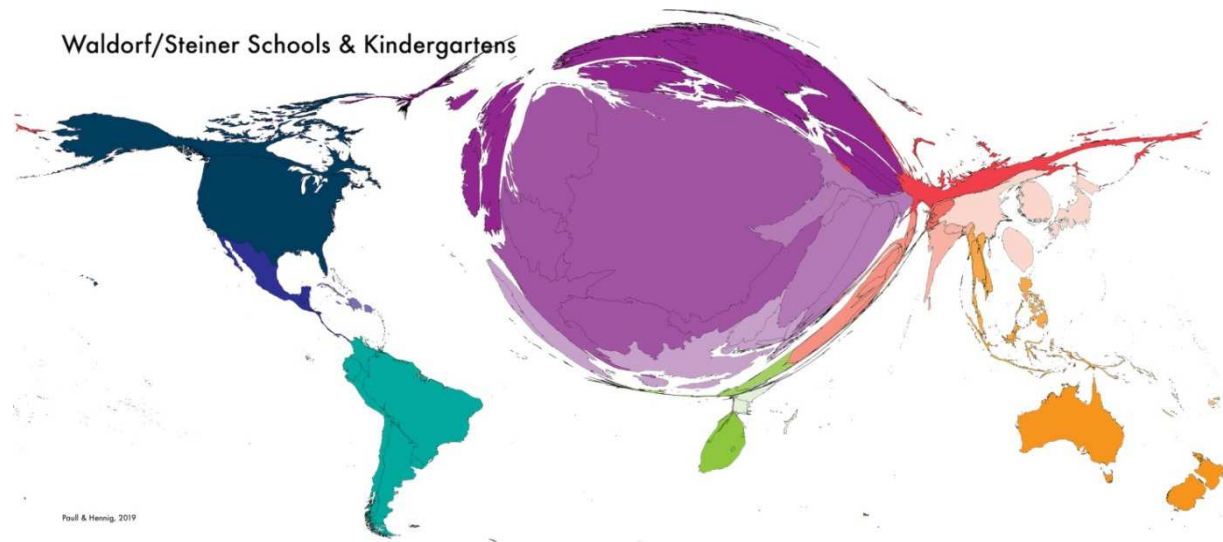 Waldorf/Steiner Schools & Kindergartens
Paull & Hennig, 2019